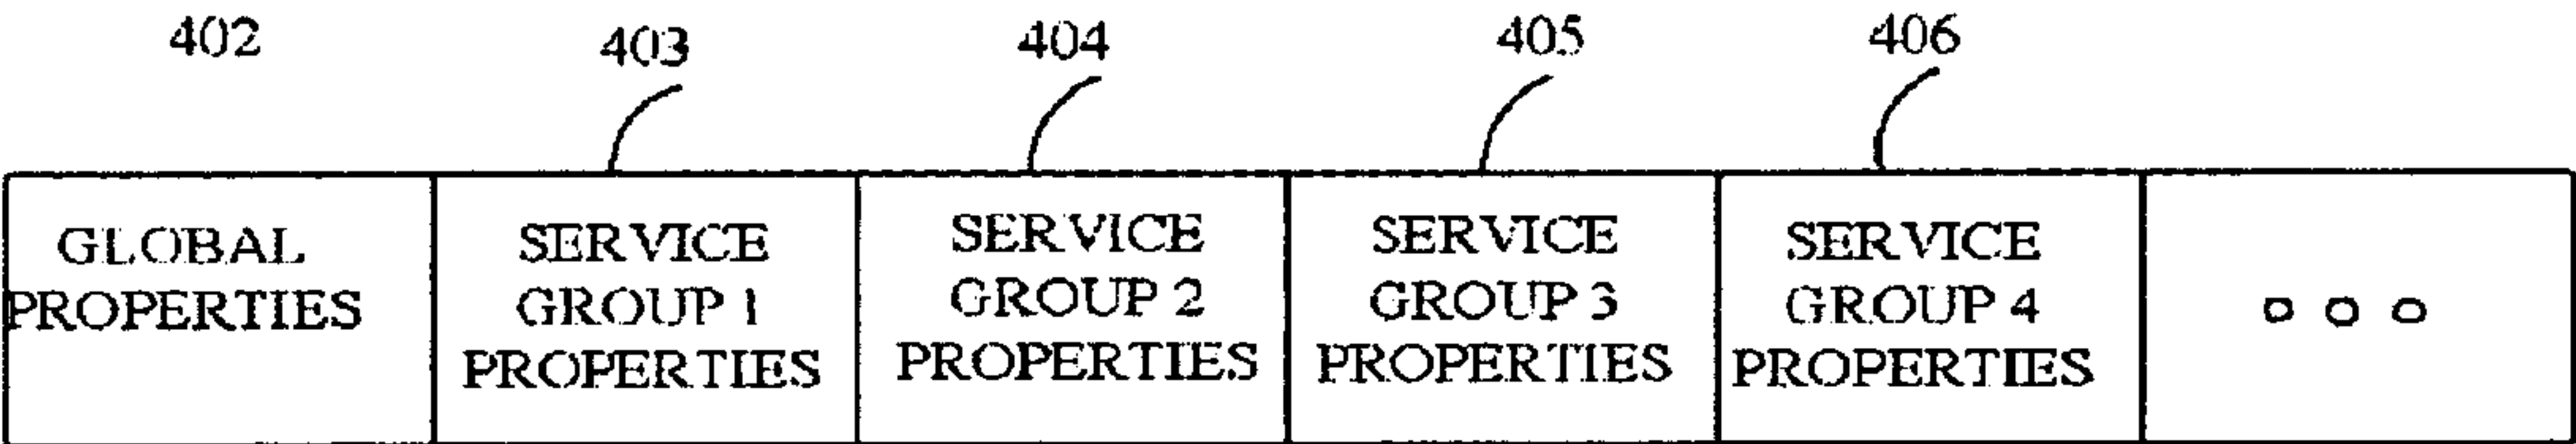 402 403 404 405 406
GLOBAL
PROPERTIES
SERVICE
GROUP 1
PROPERTIES
SERVICE
GROUP 2
PROPERTIES
SERVICE
GROUP 3
PROPERTIES
SERVICE
GROUP 4
PROPERTIES
o o o